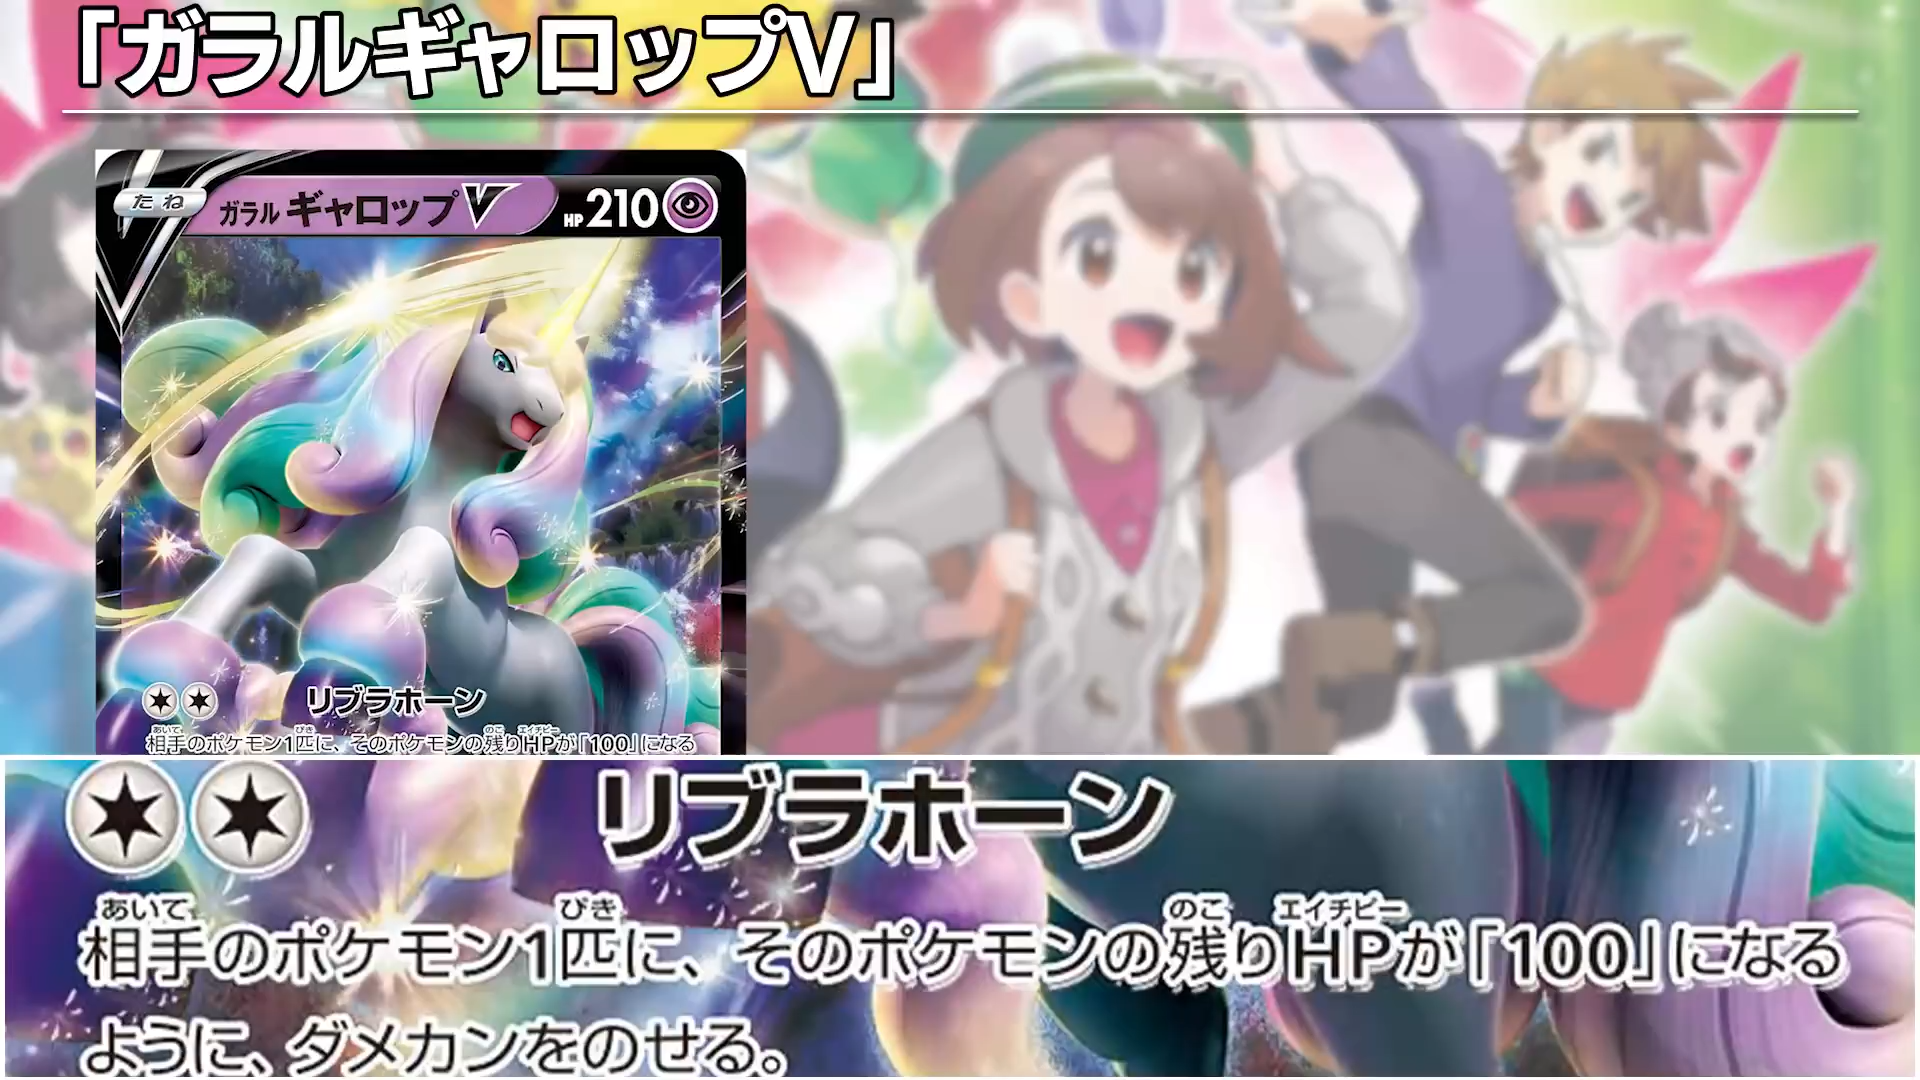 「ガラルギャロップV」
たね
ガラル ギャロップV
HP210
リブラホーン
あいて びき のこ エイチピー
相手のポケモン1匹に、そのポケモンの残りHPが「100」になる
リブラホーン
あいて びき のこ エイチピー
相手のポケモン1匹に、そのポケモンの残りHPが「100」になる
ように、ダメカンをのせる。